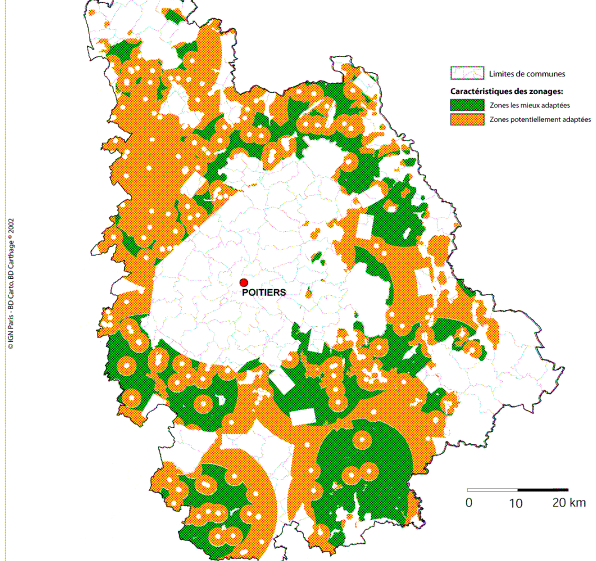 Limites de communes
Caractéristiques des zonages:
Zones les mieux adaptées
Zones potentiellement adaptées
© IGN Paris - BD Carto, BD Carthage ® 2002
POITIERS
0 10 20 km